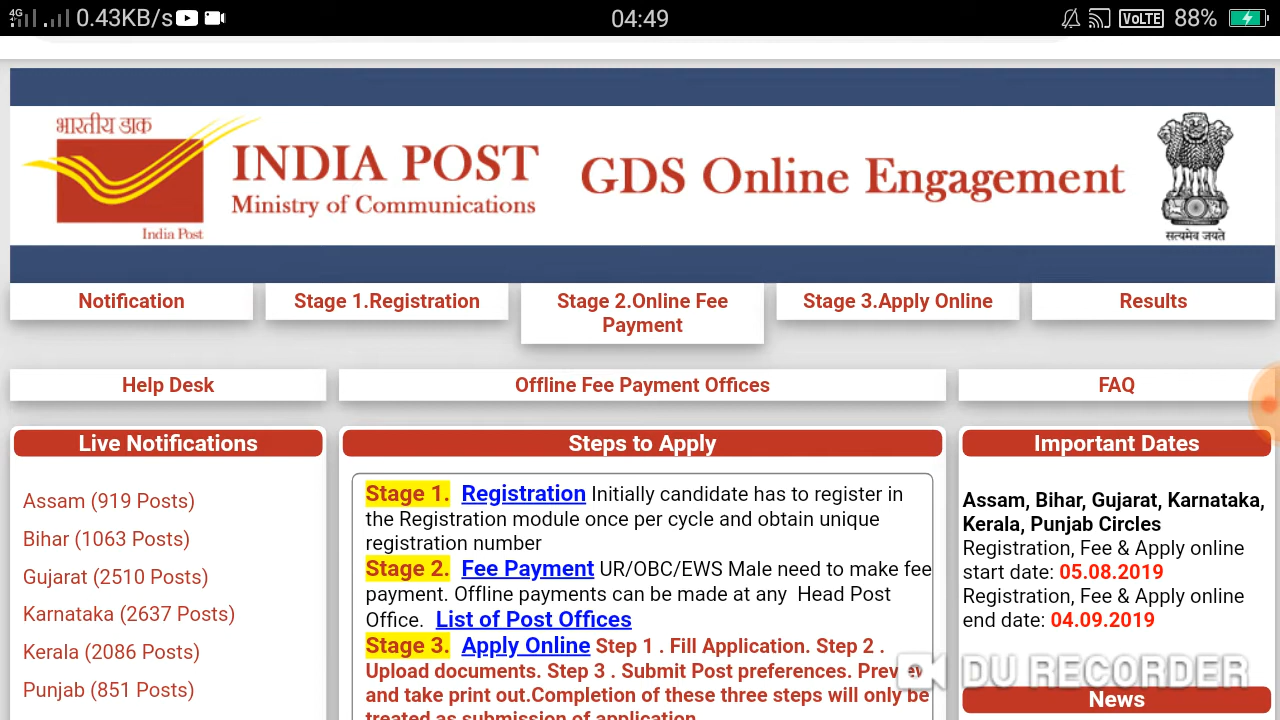 4G 0.43KB/s 04:49 VoLTE 88%
भारतीय डाक
INDIA POST
Ministry of Communications
India Post
GDS Online Engagement
सत्यमेव जयते
Notification
Stage 1.Registration
Stage 2.Online Fee
Payment
Stage 3.Apply Online
Results
Help Desk
Offline Fee Payment Offices
FAQ
Live Notifications
Assam (919 Posts)
Bihar (1063 Posts)
Gujarat (2510 Posts)
Karnataka (2637 Posts)
Kerala (2086 Posts)
Punjab (851 Posts)
Steps to Apply
Stage 1. Registration Initially candidate has to register in
the Registration module once per cycle and obtain unique
registration number
Stage 2. Fee Payment UR/OBC/EWS Male need to make fee
payment. Offline payments can be made at any Head Post
Office. List of Post Offices
Stage 3. Apply Online Step 1 . Fill Application. Step 2 .
Upload documents. Step 3 . Submit Post preferences. Preview
and take print out.Completion of these three steps will only be
treated as submission of application
Important Dates
Assam, Bihar, Gujarat, Karnataka,
Kerala, Punjab Circles
Registration, Fee & Apply online
start date: 05.08.2019
Registration, Fee & Apply online
end date: 04.09.2019
DU RECORDER
News